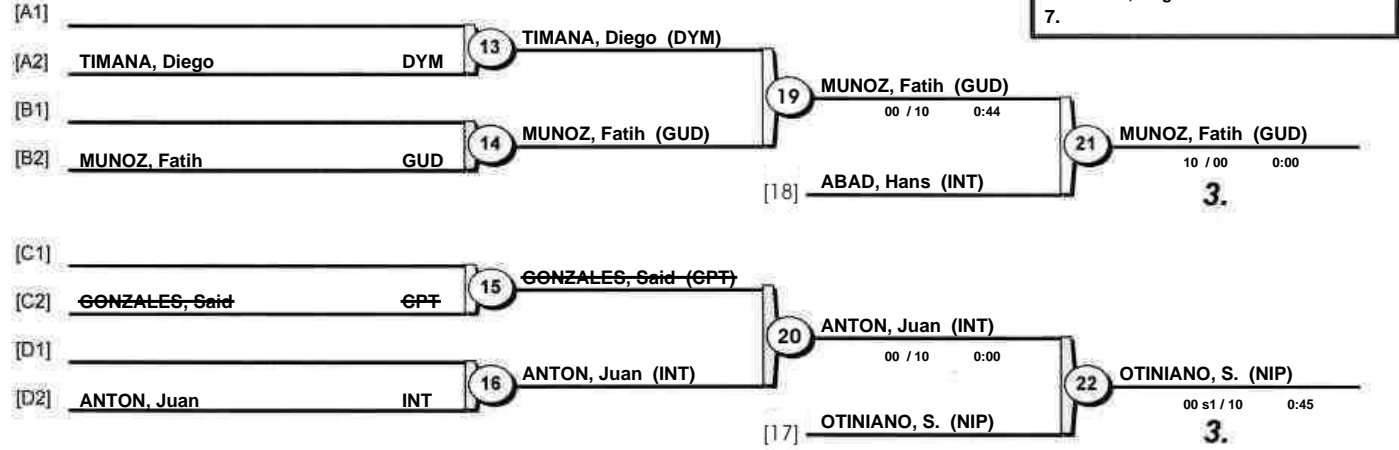 7.
[A1]
13
TIMANA, Diego (DYM)
[A2] TIMANA, Diego DYM
19
MUNOZ, Fatih (GUD)
00 / 10 0:44
[B1]
14
MUNOZ, Fatih (GUD)
[B2] MUNOZ, Fatih GUD
21
MUNOZ, Fatih (GUD)
10 / 00 0:00
[18] ABAD, Hans (INT)
3.
[C1]
15
GONZALES, Said (CPT)
[C2] GONZALES, Said CPT
20
ANTON, Juan (INT)
00 / 10 0:00
[D1]
16
ANTON, Juan (INT)
[D2] ANTON, Juan INT
22
OTINIANO, S. (NIP)
00 s1 / 10 0:45
[17] OTINIANO, S. (NIP)
3.